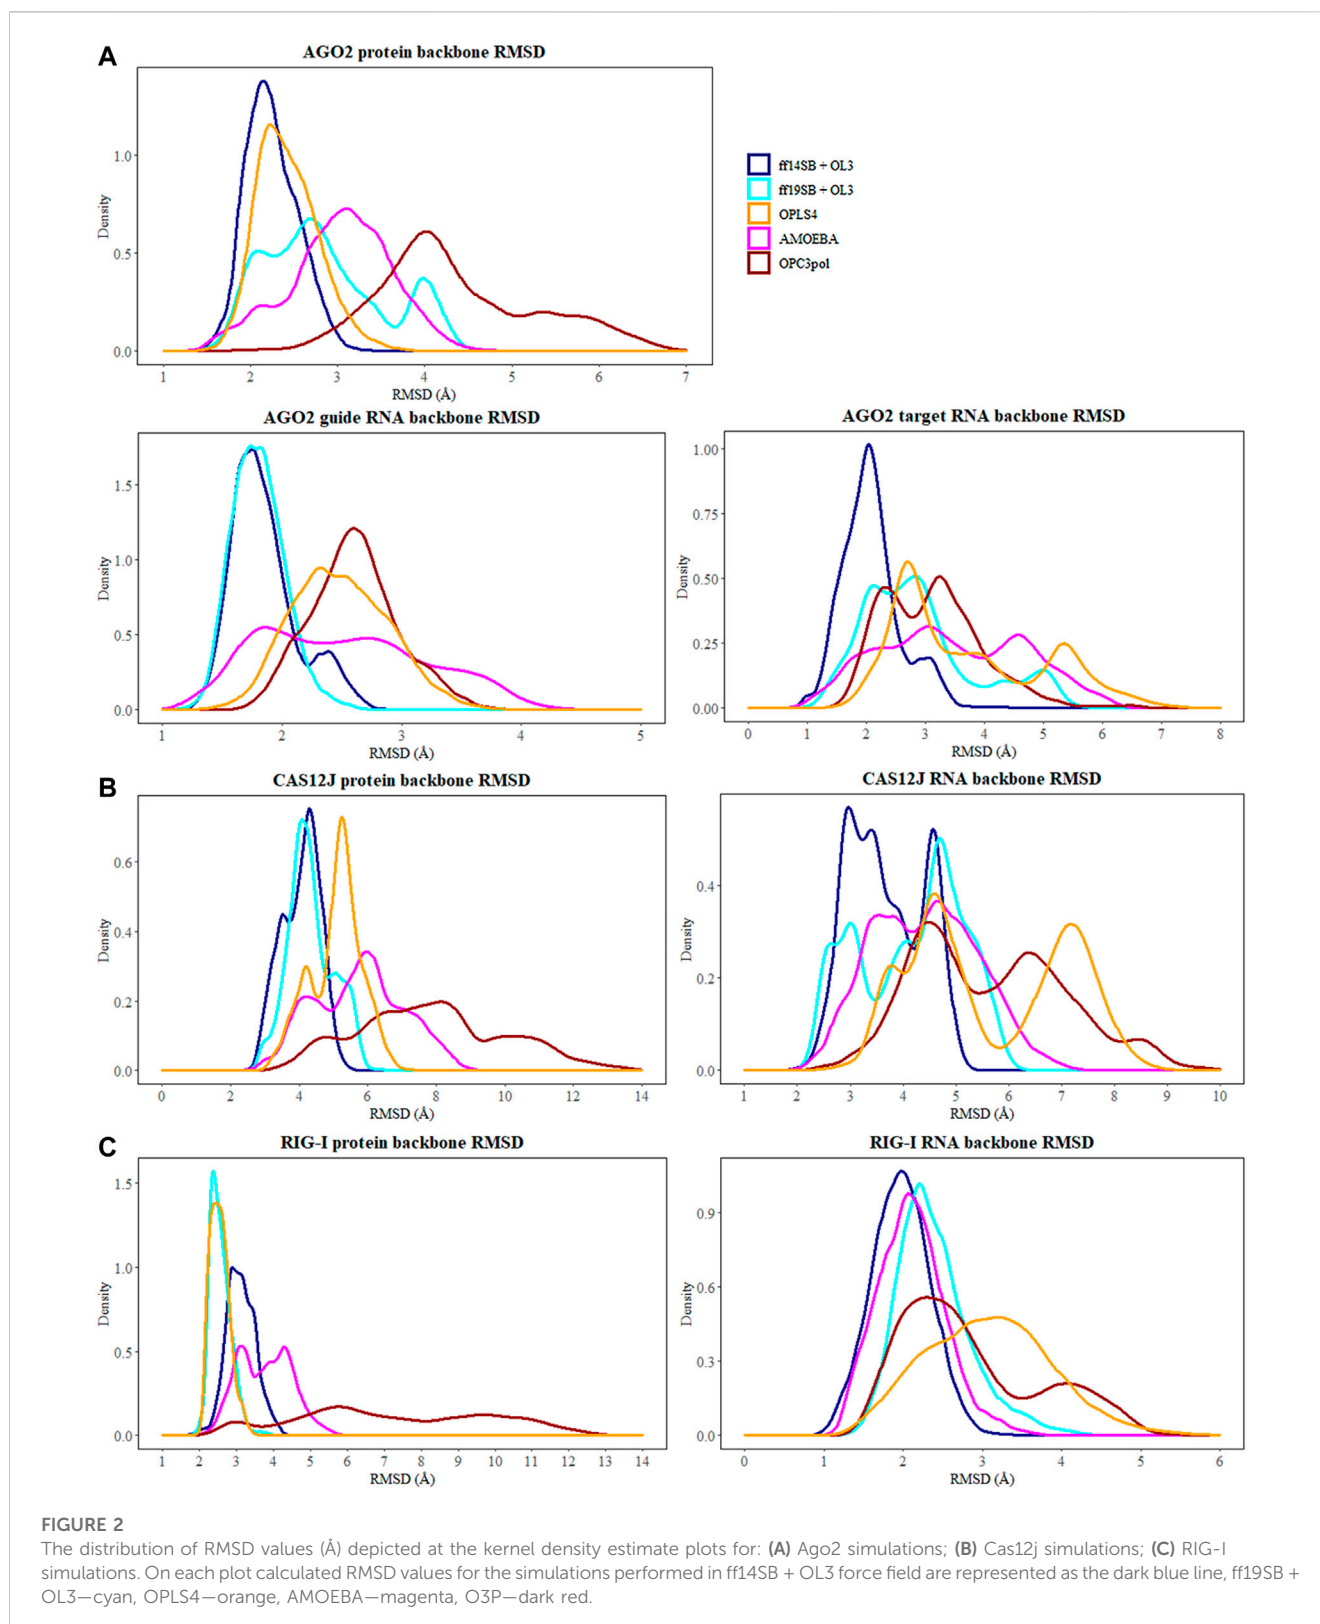 A
AGO2 protein backbone RMSD
Density
1.0
0.5
0.0
1 2 3 4 5 6 7
RMSD (Å)
ff14SB + OL3
ff19SB + OL3
OPLS4
AMOEBA
OPC3pol
AGO2 guide RNA backbone RMSD
Density
1.5
1.0
0.5
0.0
1 2 3 4 5
RMSD (Å)
AGO2 target RNA backbone RMSD
Density
1.00
0.75
0.50
0.25
0.00
0 1 2 3 4 5 6 7 8
RMSD (Å)
B
CAS12J protein backbone RMSD
Density
0.6
0.4
0.2
0.0
0 2 4 6 8 10 12 14
RMSD (Å)
CAS12J RNA backbone RMSD
Density
0.4
0.2
0.0
1 2 3 4 5 6 7 8 9 10
RMSD (Å)
C
RIG-I protein backbone RMSD
Density
1.5
1.0
0.5
0.0
1 2 3 4 5 6 7 8 9 10 11 12 13 14
RMSD (Å)
RIG-I RNA backbone RMSD
Density
0.9
0.6
0.3
0.0
0 1 2 3 4 5 6
RMSD (Å)
FIGURE 2
The distribution of RMSD values (Å) depicted at the kernel density estimate plots for: (A) Ago2 simulations; (B) Cas12j simulations; (C) RIG-I
simulations. On each plot calculated RMSD values for the simulations performed in ff14SB + OL3 force field are represented as the dark blue line, ff19SB +
OL3—cyan, OPLS4—orange, AMOEBA—magenta, O3P—dark red.